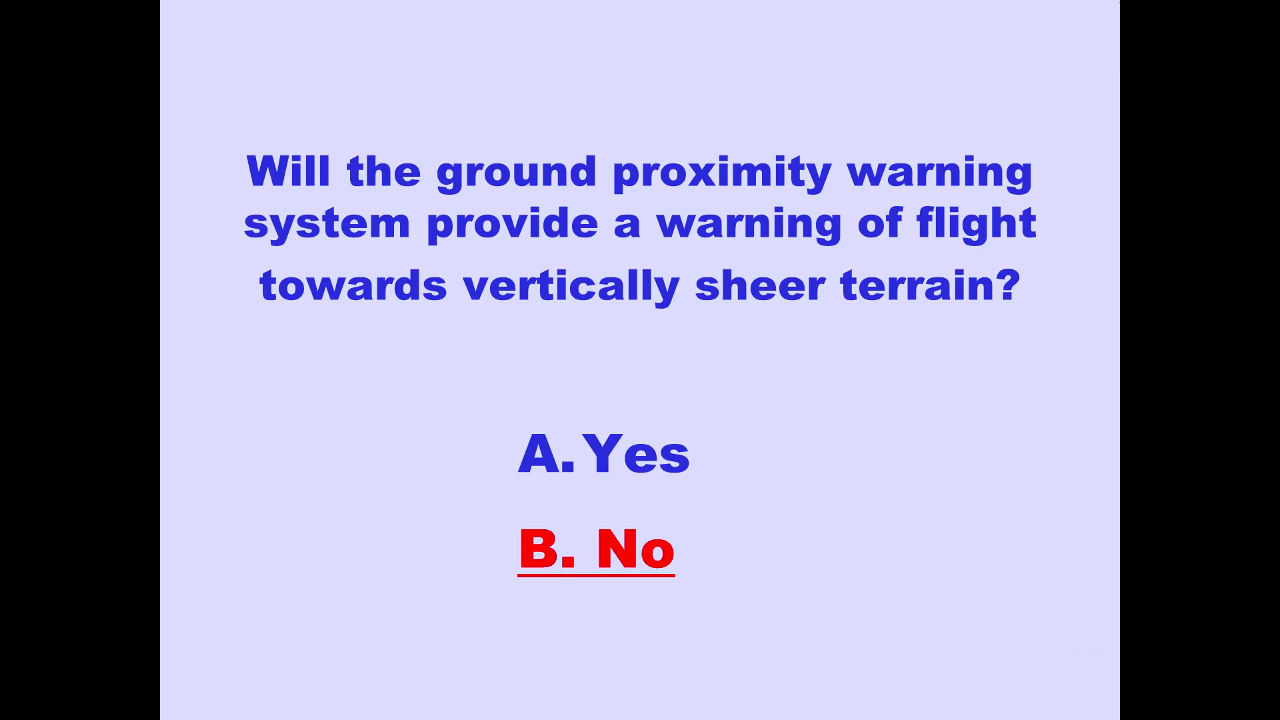 Will the ground proximity warning
system provide a warning of flight
towards vertically sheer terrain?
A. Yes
B. No